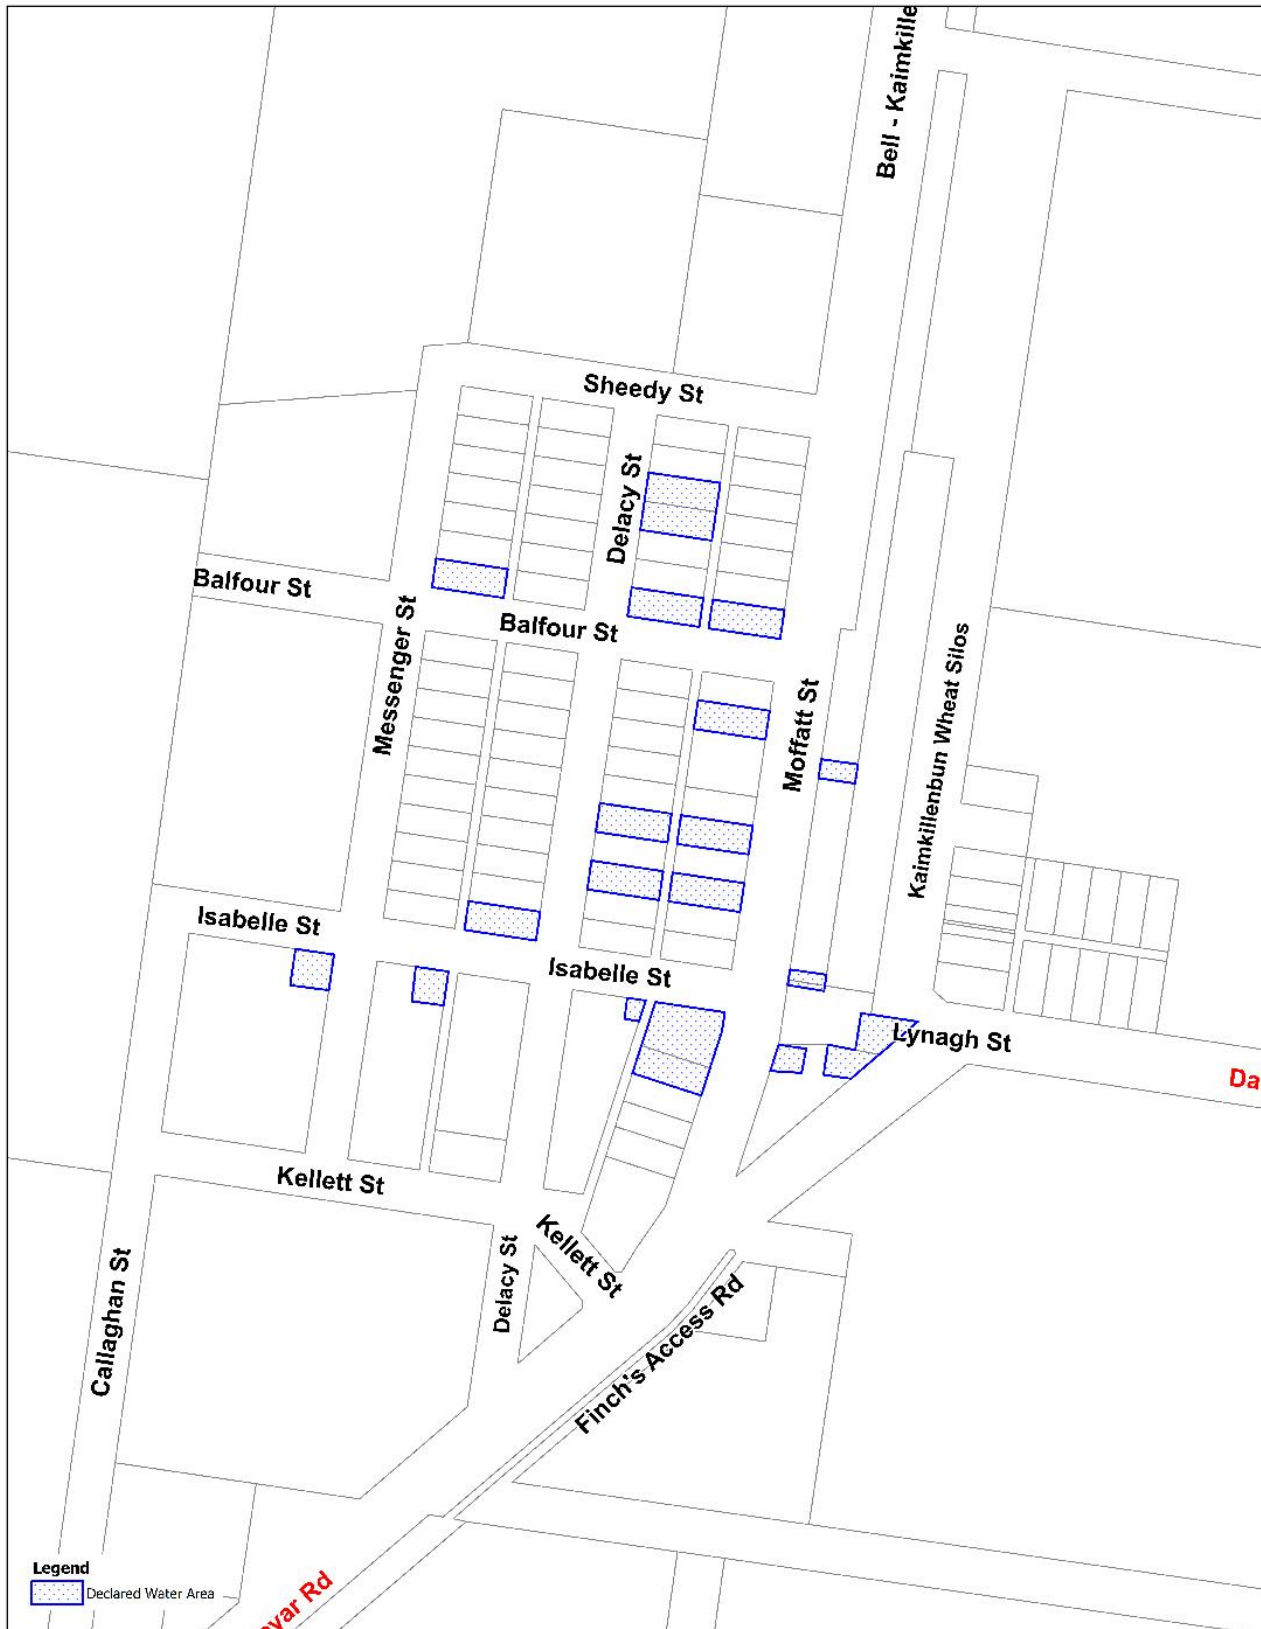 Bell - Kaimkille
Sheedy St
Delacy St
Balfour St
Messenger St
Balfour St
Kaimkillenbun Wheat Silos
Moffatt St
Isabelle St
Isabelle St
Lynagh St
Da
Kellett St
Kellett St
Delacy St
Callaghan St
Finch's Access Rd
Legend
Declared Water Area
var Rd